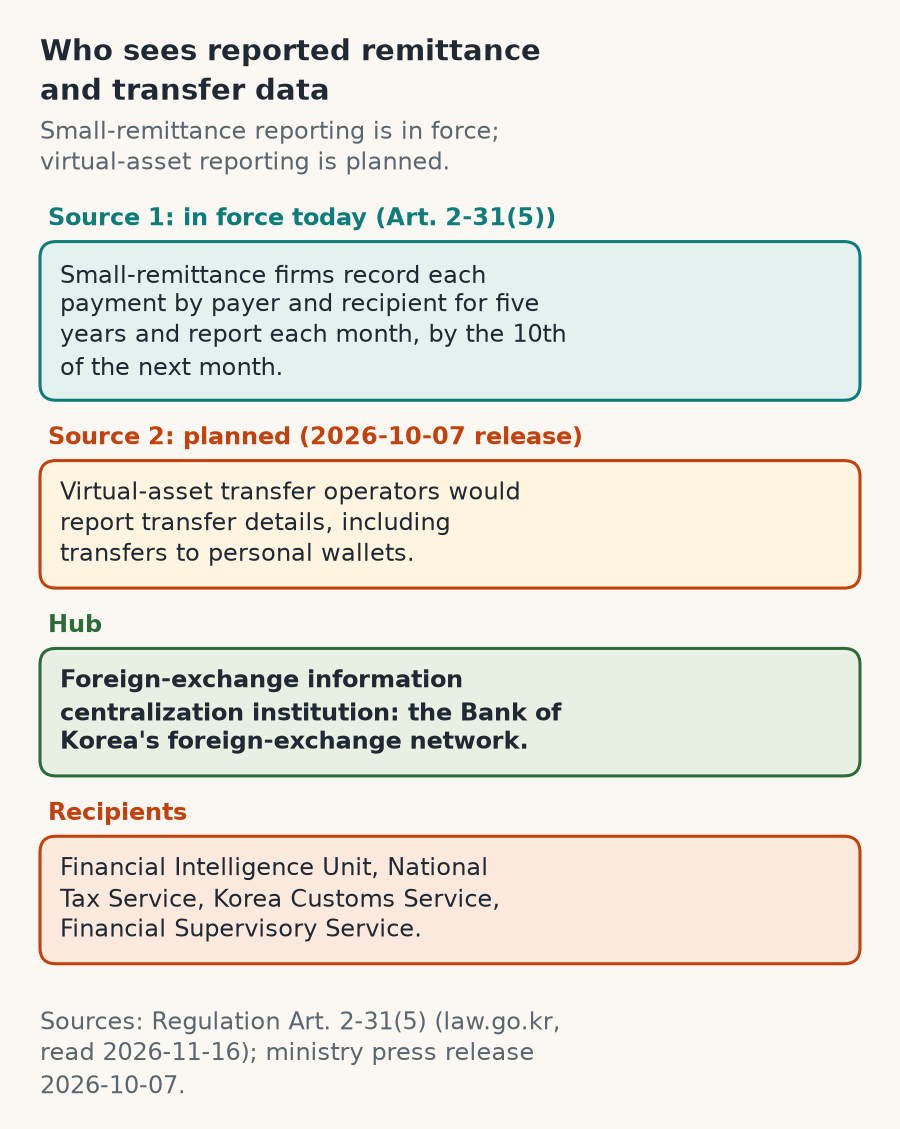 Who sees reported remittance
and transfer data
Small-remittance reporting is in force;
virtual-asset reporting is planned.
Source 1: in force today (Art. 2-31(5))
Small-remittance firms record each
payment by payer and recipient for five
years and report each month, by the 10th
of the next month.
Source 2: planned (2026-10-07 release)
Virtual-asset transfer operators would
report transfer details, including
transfers to personal wallets.
Hub
Foreign-exchange information
centralization institution: the Bank of
Korea's foreign-exchange network.
Recipients
Financial Intelligence Unit, National
Tax Service, Korea Customs Service,
Financial Supervisory Service.
Sources: Regulation Art. 2-31(5) (law.go.kr,
read 2026-11-16); ministry press release
2026-10-07.